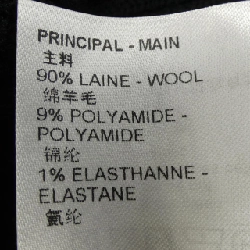 PRINCIPAL - MAIN
主料
90% LAINE - WOOL
绵羊毛
9% POLYAMIDE -
POLYAMIDE
锦纶
1% ELASTHANNE -
ELASTANE
氨纶